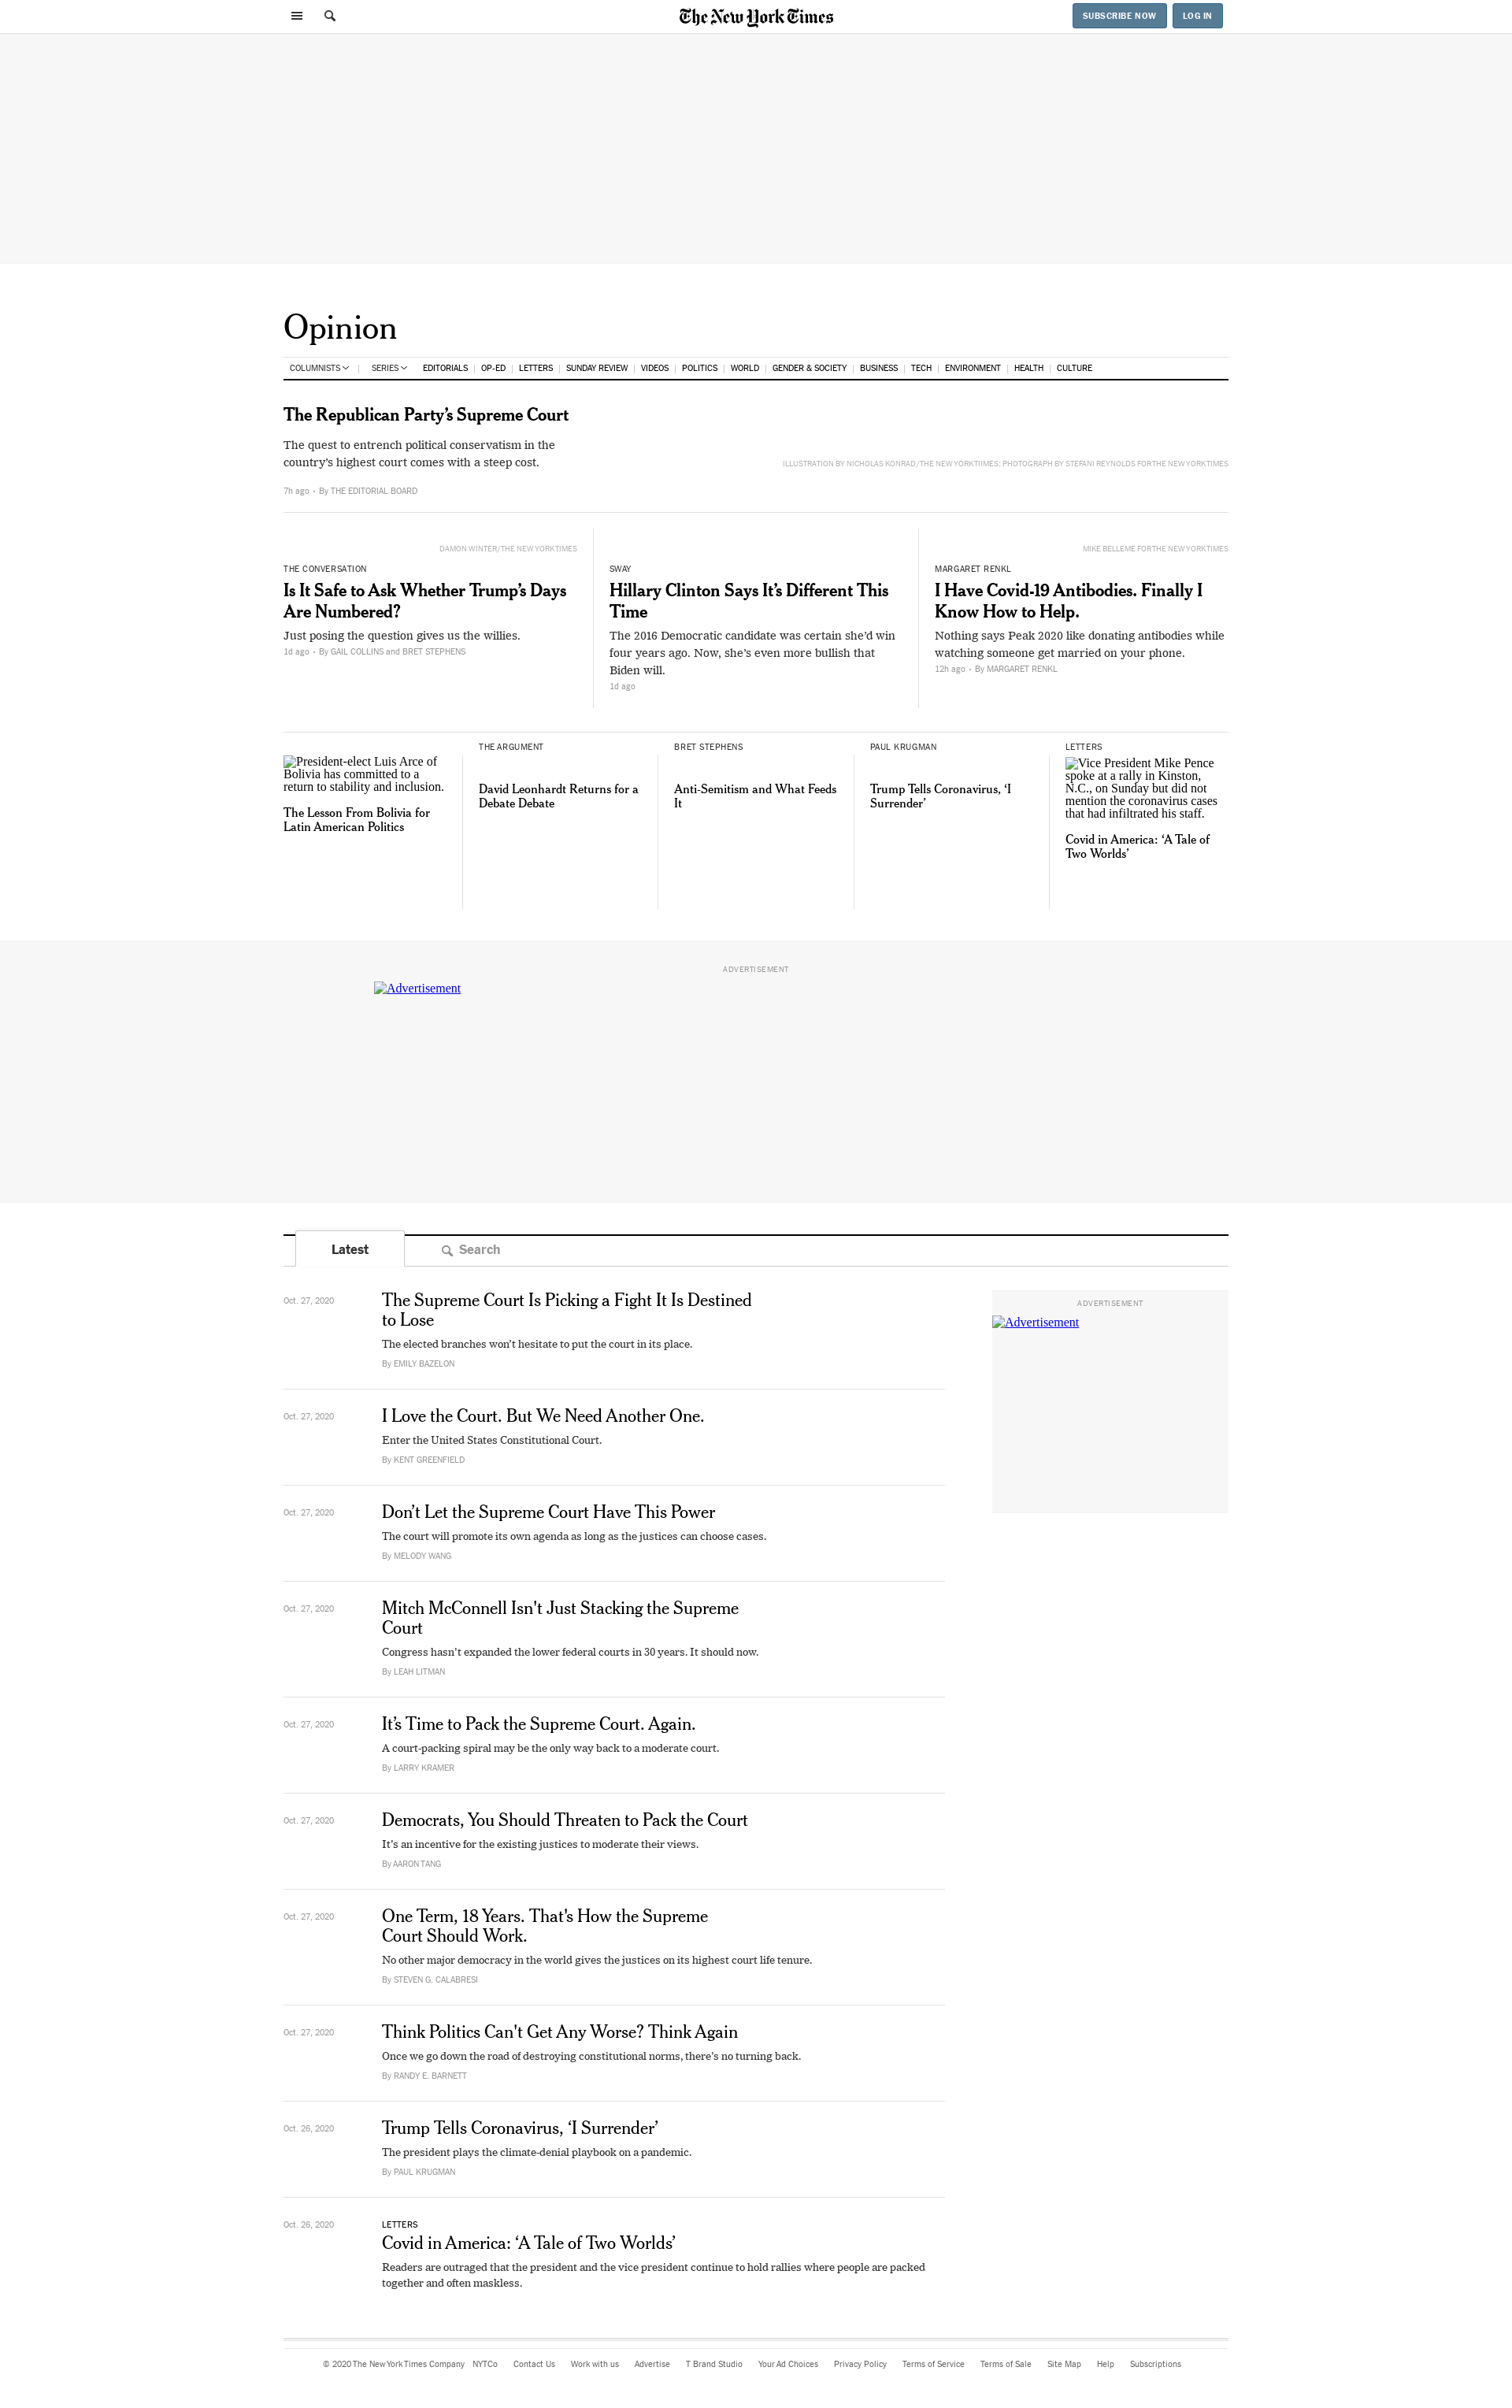 The New York Times
SUBSCRIBE NOW
LOG IN
Opinion
COLUMNISTS
SERIES
EDITORIALS
OP-ED
LETTERS
SUNDAY REVIEW
VIDEOS
POLITICS
WORLD
GENDER & SOCIETY
BUSINESS
TECH
ENVIRONMENT
HEALTH
CULTURE
The Republican Party’s Supreme Court
The quest to entrench political conservatism in the
country’s highest court comes with a steep cost.
7h ago • By THE EDITORIAL BOARD
ILLUSTRATION BY NICHOLAS KONRAD/THE NEW YORK TIIMES; PHOTOGRAPH BY STEFANI REYNOLDS FOR THE NEW YORK TIMES
DAMON WINTER/THE NEW YORK TIMES
THE CONVERSATION
Is It Safe to Ask Whether Trump’s Days
Are Numbered?
Just posing the question gives us the willies.
1d ago • By GAIL COLLINS and BRET STEPHENS
SWAY
Hillary Clinton Says It’s Different This
Time
The 2016 Democratic candidate was certain she’d win
four years ago. Now, she’s even more bullish that
Biden will.
1d ago
MIKE BELLEME FOR THE NEW YORK TIMES
MARGARET RENKL
I Have Covid-19 Antibodies. Finally I
Know How to Help.
Nothing says Peak 2020 like donating antibodies while
watching someone get married on your phone.
12h ago • By MARGARET RENKL
President-elect Luis Arce of
Bolivia has committed to a
return to stability and inclusion.
The Lesson From Bolivia for
Latin American Politics
THE ARGUMENT
David Leonhardt Returns for a
Debate Debate
BRET STEPHENS
Anti-Semitism and What Feeds
It
PAUL KRUGMAN
Trump Tells Coronavirus, ‘I
Surrender’
LETTERS
Vice President Mike Pence
spoke at a rally in Kinston,
N.C., on Sunday but did not
mention the coronavirus cases
that had infiltrated his staff.
Covid in America: ‘A Tale of
Two Worlds’
ADVERTISEMENT
Advertisement
Latest
Search
Oct. 27, 2020
The Supreme Court Is Picking a Fight It Is Destined
to Lose
The elected branches won’t hesitate to put the court in its place.
By EMILY BAZELON
ADVERTISEMENT
Advertisement
Oct. 27, 2020
I Love the Court. But We Need Another One.
Enter the United States Constitutional Court.
By KENT GREENFIELD
Oct. 27, 2020
Don’t Let the Supreme Court Have This Power
The court will promote its own agenda as long as the justices can choose cases.
By MELODY WANG
Oct. 27, 2020
Mitch McConnell Isn't Just Stacking the Supreme
Court
Congress hasn’t expanded the lower federal courts in 30 years. It should now.
By LEAH LITMAN
Oct. 27, 2020
It’s Time to Pack the Supreme Court. Again.
A court-packing spiral may be the only way back to a moderate court.
By LARRY KRAMER
Oct. 27, 2020
Democrats, You Should Threaten to Pack the Court
It’s an incentive for the existing justices to moderate their views.
By AARON TANG
Oct. 27, 2020
One Term, 18 Years. That's How the Supreme
Court Should Work.
No other major democracy in the world gives the justices on its highest court life tenure.
By STEVEN G. CALABRESI
Oct. 27, 2020
Think Politics Can't Get Any Worse? Think Again
Once we go down the road of destroying constitutional norms, there’s no turning back.
By RANDY E. BARNETT
Oct. 26, 2020
Trump Tells Coronavirus, ‘I Surrender’
The president plays the climate-denial playbook on a pandemic.
By PAUL KRUGMAN
Oct. 26, 2020
LETTERS
Covid in America: ‘A Tale of Two Worlds’
Readers are outraged that the president and the vice president continue to hold rallies where people are packed
together and often maskless.
© 2020 The New York Times Company NYTCo Contact Us Work with us Advertise T Brand Studio Your Ad Choices Privacy Policy Terms of Service Terms of Sale Site Map Help Subscriptions